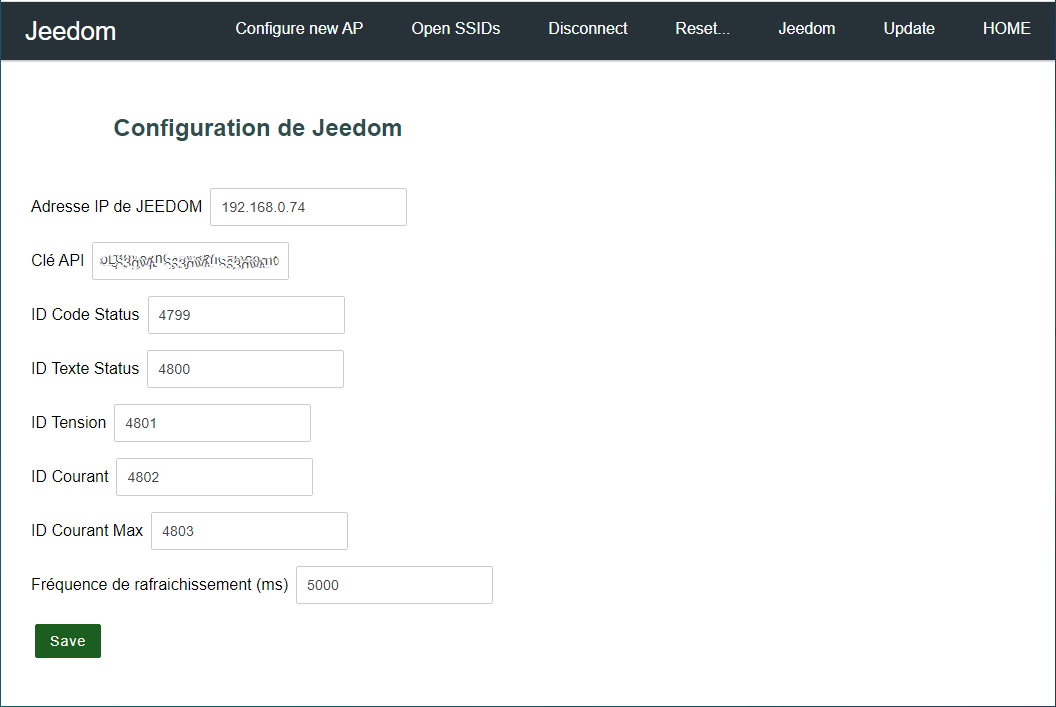 Jeedom Configure new AP Open SSIDs Disconnect Reset... Jeedom Update HOME
Configuration de Jeedom
Adresse IP de JEEDOM 192.168.0.74
Clé API
ID Code Status 4799
ID Texte Status 4800
ID Tension 4801
ID Courant 4802
ID Courant Max 4803
Fréquence de rafraichissement (ms) 5000
Save